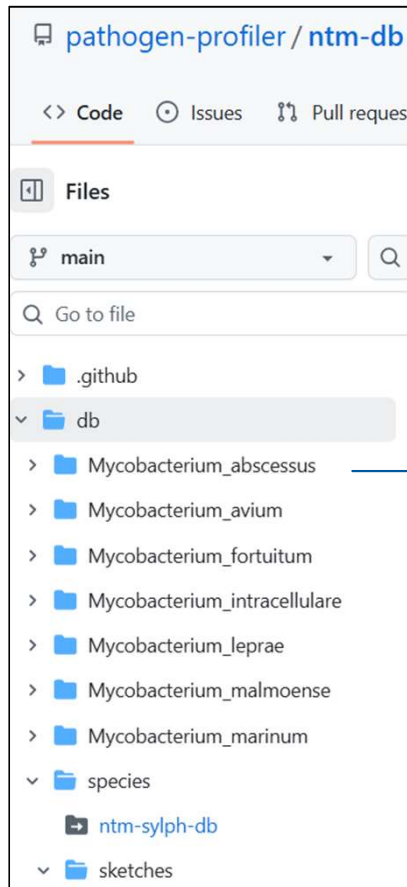 pathogen-profiler / ntm-db
<> Code Issues Pull reques
Files
main
Go to file
.github
db
Mycobacterium_abscessus
Mycobacterium_avium
Mycobacterium_fortuitum
Mycobacterium_intracellulare
Mycobacterium_leprae
Mycobacterium_malmoense
Mycobacterium_marinum
species
ntm-sylph-db
sketches